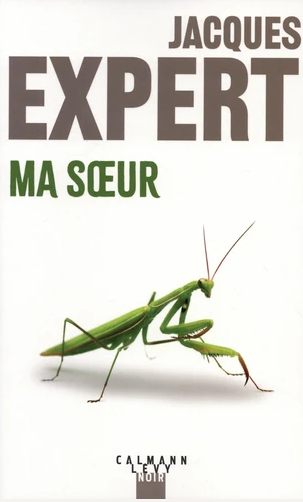 JACQUES
EXPERT
MA SŒUR
CALMANN
LEVY
NOIR